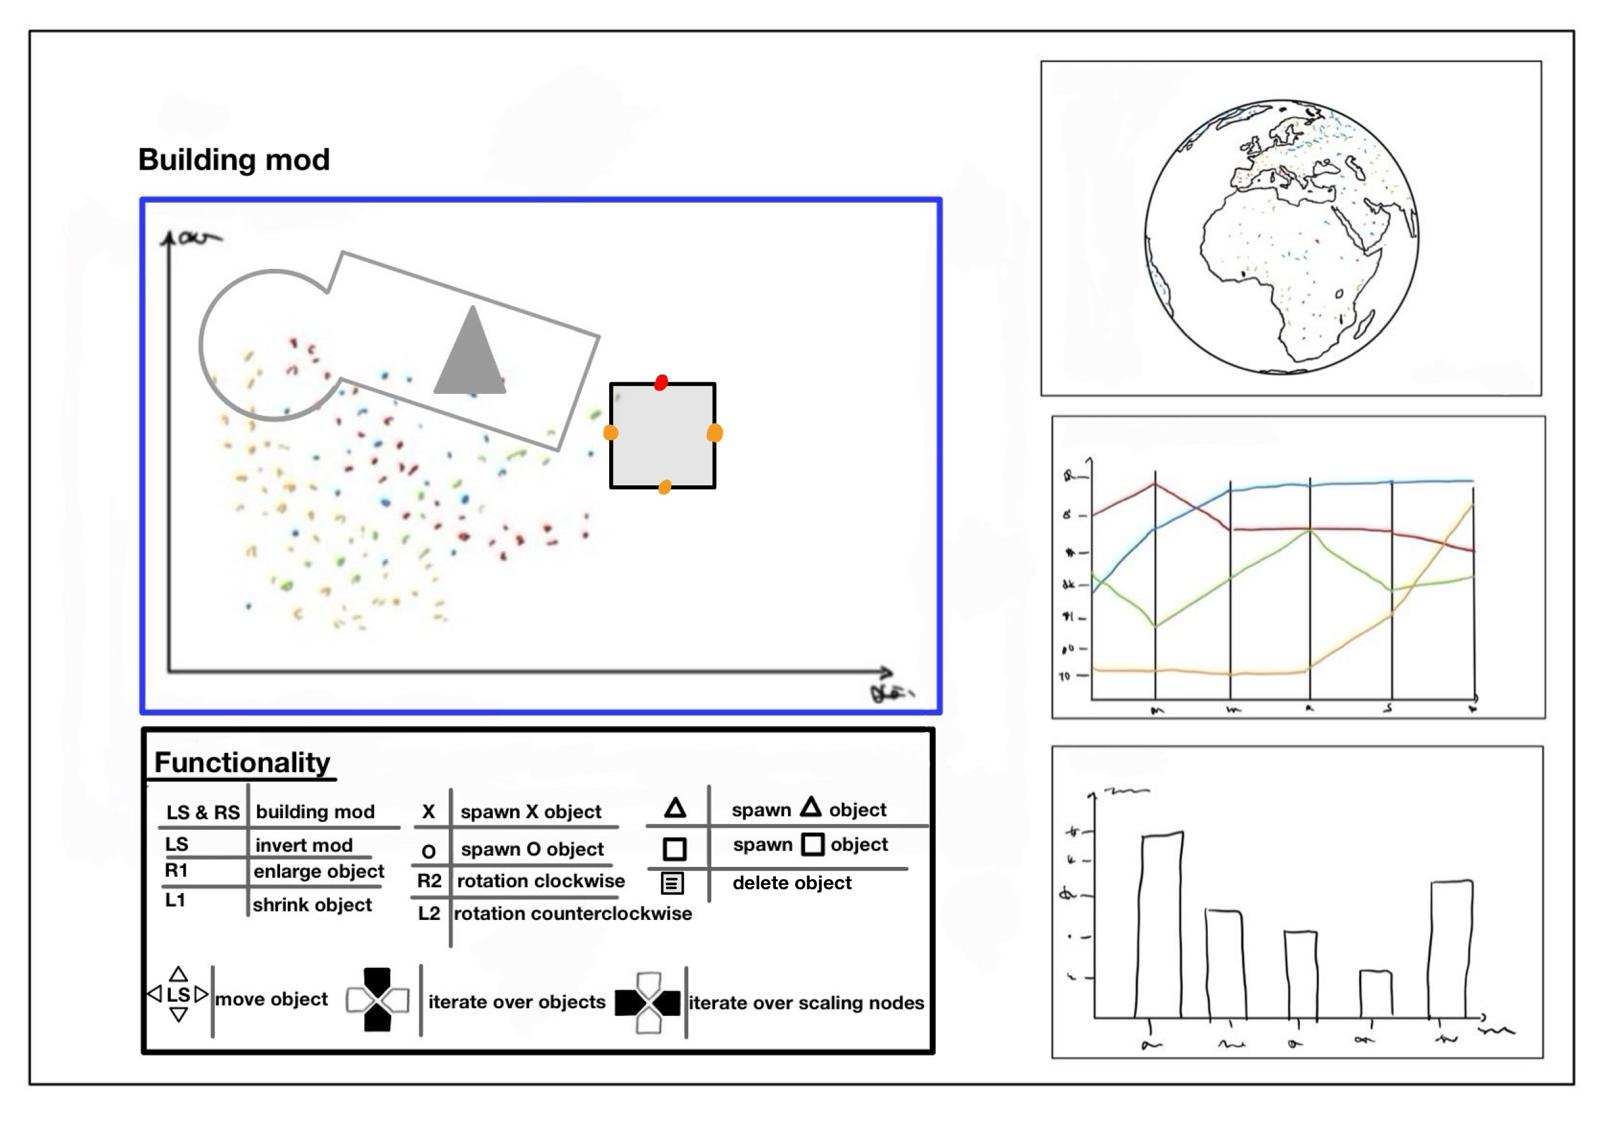 Building mod
Functionality
LS & RS building mod
LS invert mod
R1 enlarge object
L1 shrink object
X spawn X object
O spawn O object
R2 rotation clockwise
L2 rotation counterclockwise
△ spawn △ object
□ spawn □ object
delete object
LS move object
iterate over objects
iterate over scaling nodes